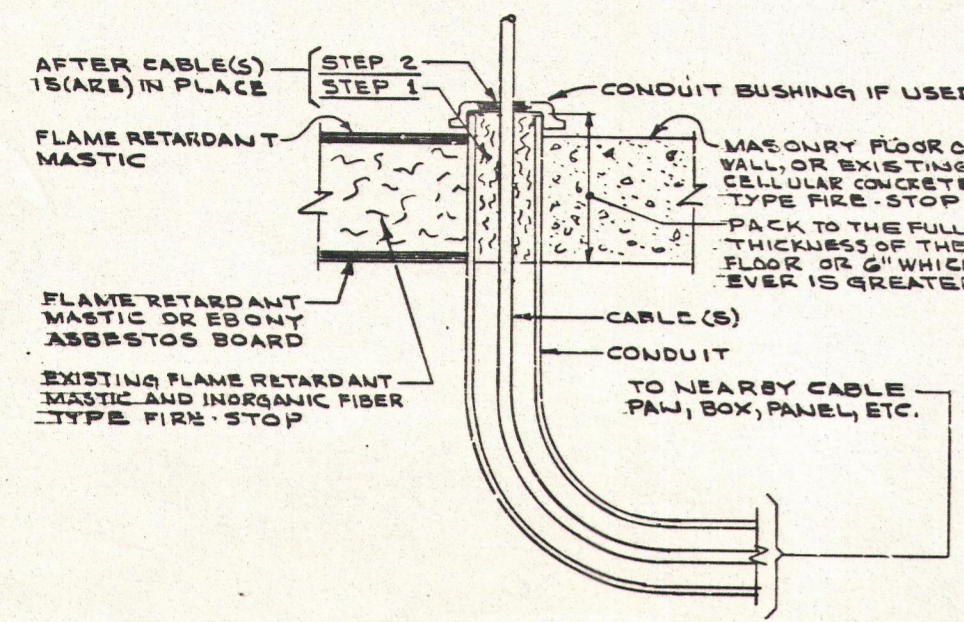 AFTER CABLE(S)
IS(ARE) IN PLACE
STEP 2
STEP 1
FLAME RETARDANT
MASTIC
FLAME RETARDANT
MASTIC OR EBONY
ASBESTOS BOARD
EXISTING FLAME RETARDANT
MASTIC AND INORGANIC FIBER
TYPE FIRE-STOP
CONDUIT BUSHING IF USED
MASONRY FLOOR O
WALL, OR EXISTING
CELLULAR CONCRETE
TYPE FIRE-STOP
PACK TO THE FULL
THICKNESS OF THE
FLOOR OR 6" WHICH
EVER IS GREATER
CABLE(S)
CONDUIT
TO NEARBY CABLE
PAN, BOX, PANEL, ETC.